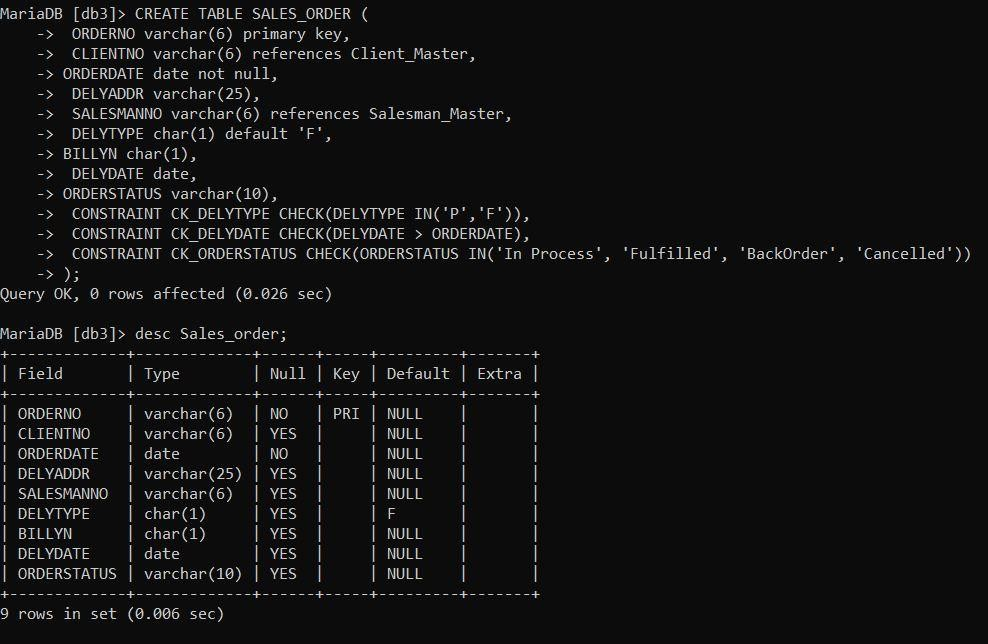 MariaDB [db3]> CREATE TABLE SALES_ORDER (
    ->  ORDERNO varchar(6) primary key,
    ->  CLIENTNO varchar(6) references Client_Master,
    -> ORDERDATE date not null,
    ->  DELYADDR varchar(25),
    ->  SALESMANNO varchar(6) references Salesman_Master,
    ->  DELYTYPE char(1) default 'F',
    -> BILLYN char(1),
    ->  DELYDATE date,
    -> ORDERSTATUS varchar(10),
    ->  CONSTRAINT CK_DELYTYPE CHECK(DELYTYPE IN('P','F')),
    ->  CONSTRAINT CK_DELYDATE CHECK(DELYDATE > ORDERDATE),
    ->  CONSTRAINT CK_ORDERSTATUS CHECK(ORDERSTATUS IN('In Process', 'Fulfilled', 'BackOrder', 'Cancelled'))
    -> );
Query OK, 0 rows affected (0.026 sec)

MariaDB [db3]> desc Sales_order;
+-------------+-------------+------+-----+---------+-------+
| Field       | Type        | Null | Key | Default | Extra |
+-------------+-------------+------+-----+---------+-------+
| ORDERNO     | varchar(6)  | NO   | PRI | NULL    |       |
| CLIENTNO    | varchar(6)  | YES  |     | NULL    |       |
| ORDERDATE   | date        | NO   |     | NULL    |       |
| DELYADDR    | varchar(25) | YES  |     | NULL    |       |
| SALESMANNO  | varchar(6)  | YES  |     | NULL    |       |
| DELYTYPE    | char(1)     | YES  |     | F       |       |
| BILLYN      | char(1)     | YES  |     | NULL    |       |
| DELYDATE    | date        | YES  |     | NULL    |       |
| ORDERSTATUS | varchar(10) | YES  |     | NULL    |       |
+-------------+-------------+------+-----+---------+-------+
9 rows in set (0.006 sec)